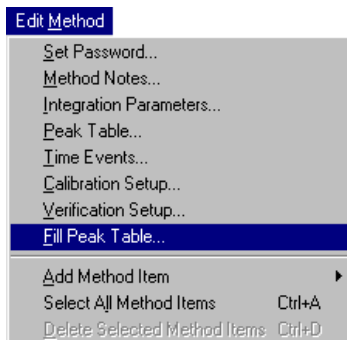 Edit Method
Set Password...
Method Notes...
Integration Parameters...
Peak Table...
Time Events...
Calibration Setup...
Verification Setup...
Fill Peak Table...
Add Method Item
Select All Method Items Ctrl+A
Delete Selected Method Items Ctrl+D